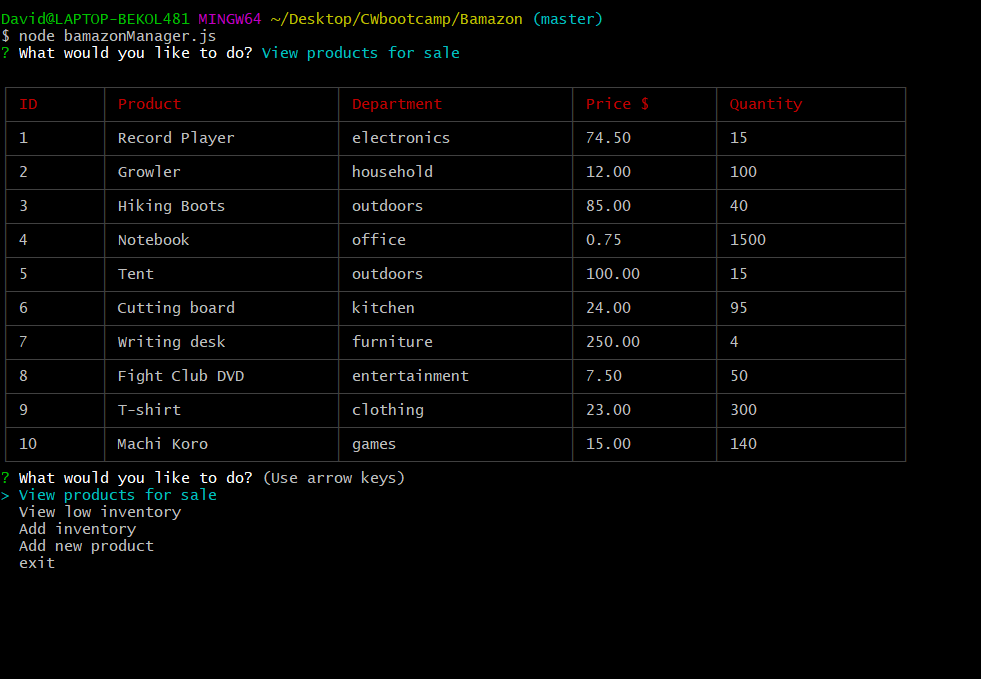 David@LAPTOP-BEKOL481 MINGW64 ~/Desktop/CWbootcamp/Bamazon (master)
$ node bamazonManager.js
? What would you like to do? View products for sale
ID Product Department Price $ Quantity
1 Record Player electronics 74.50 15
2 Growler household 12.00 100
3 Hiking Boots outdoors 85.00 40
4 Notebook office 0.75 1500
5 Tent outdoors 100.00 15
6 Cutting board kitchen 24.00 95
7 Writing desk furniture 250.00 4
8 Fight Club DVD entertainment 7.50 50
9 T-shirt clothing 23.00 300
10 Machi Koro games 15.00 140
? What would you like to do? (Use arrow keys)
> View products for sale
View low inventory
Add inventory
Add new product
exit